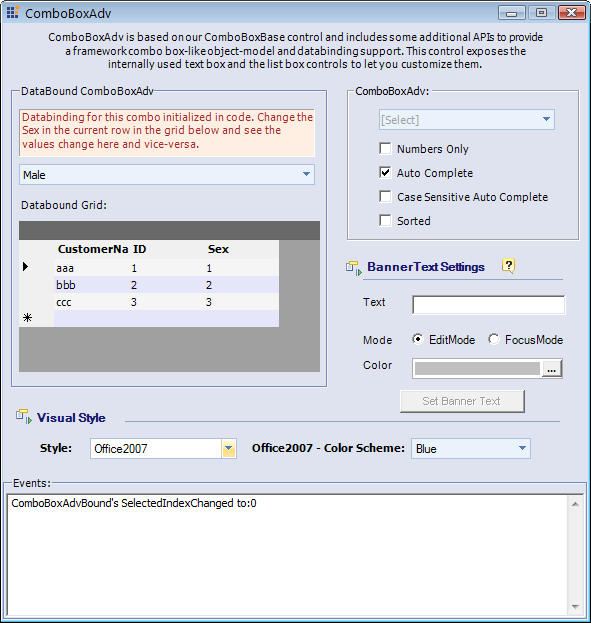 ComboBoxAdv
ComboBoxAdv is based on our ComboBoxBase control and includes some additional APIs to provide
a framework combo box-like object-model and databinding support. This control exposes the
internally used text box and the list box controls to let you customize them.
DataBound ComboBoxAdv
Databinding for this combo initialized in code. Change the
Sex in the current row in the grid below and see the
values change here and vice-versa.
Male
Databound Grid:
CustomerNa ID Sex
aaa 1 1
bbb 2 2
ccc 3 3
ComboBoxAdv:
[Select]
Numbers Only
Auto Complete
Case Sensitive Auto Complete
Sorted
BannerText Settings
Text
Mode EditMode FocusMode
Color ...
Set Banner Text
Visual Style
Style: Office2007 Office2007 - Color Scheme: Blue
Events:
ComboBoxAdvBound's SelectedIndexChanged to:0